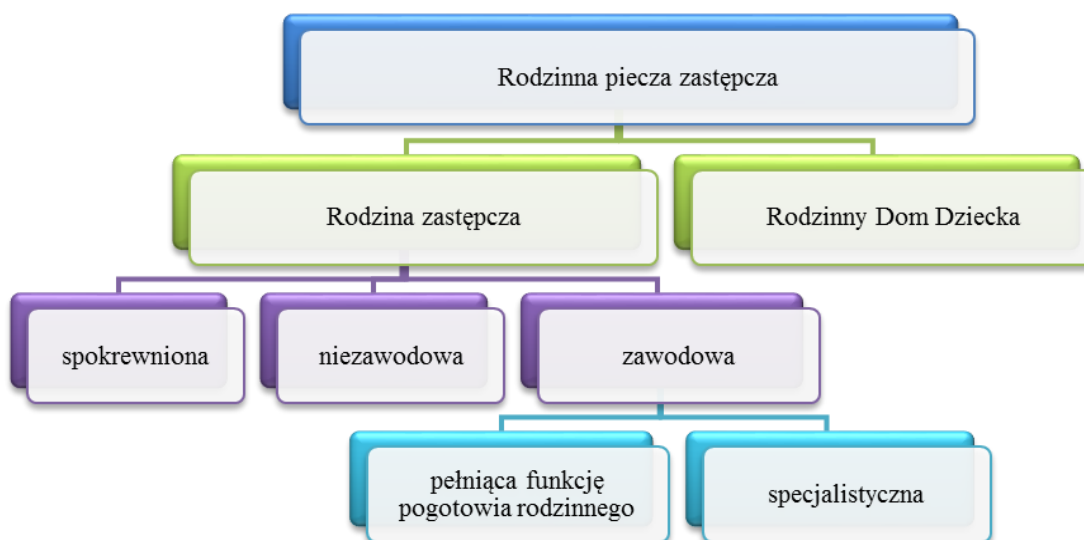 Rodzinna piecza zastępcza
Rodzina zastępcza
Rodzinny Dom Dziecka
spokrewniona
niezawodowa
zawodowa
pełniąca funkcję
pogotowia rodzinnego
specjalistyczna